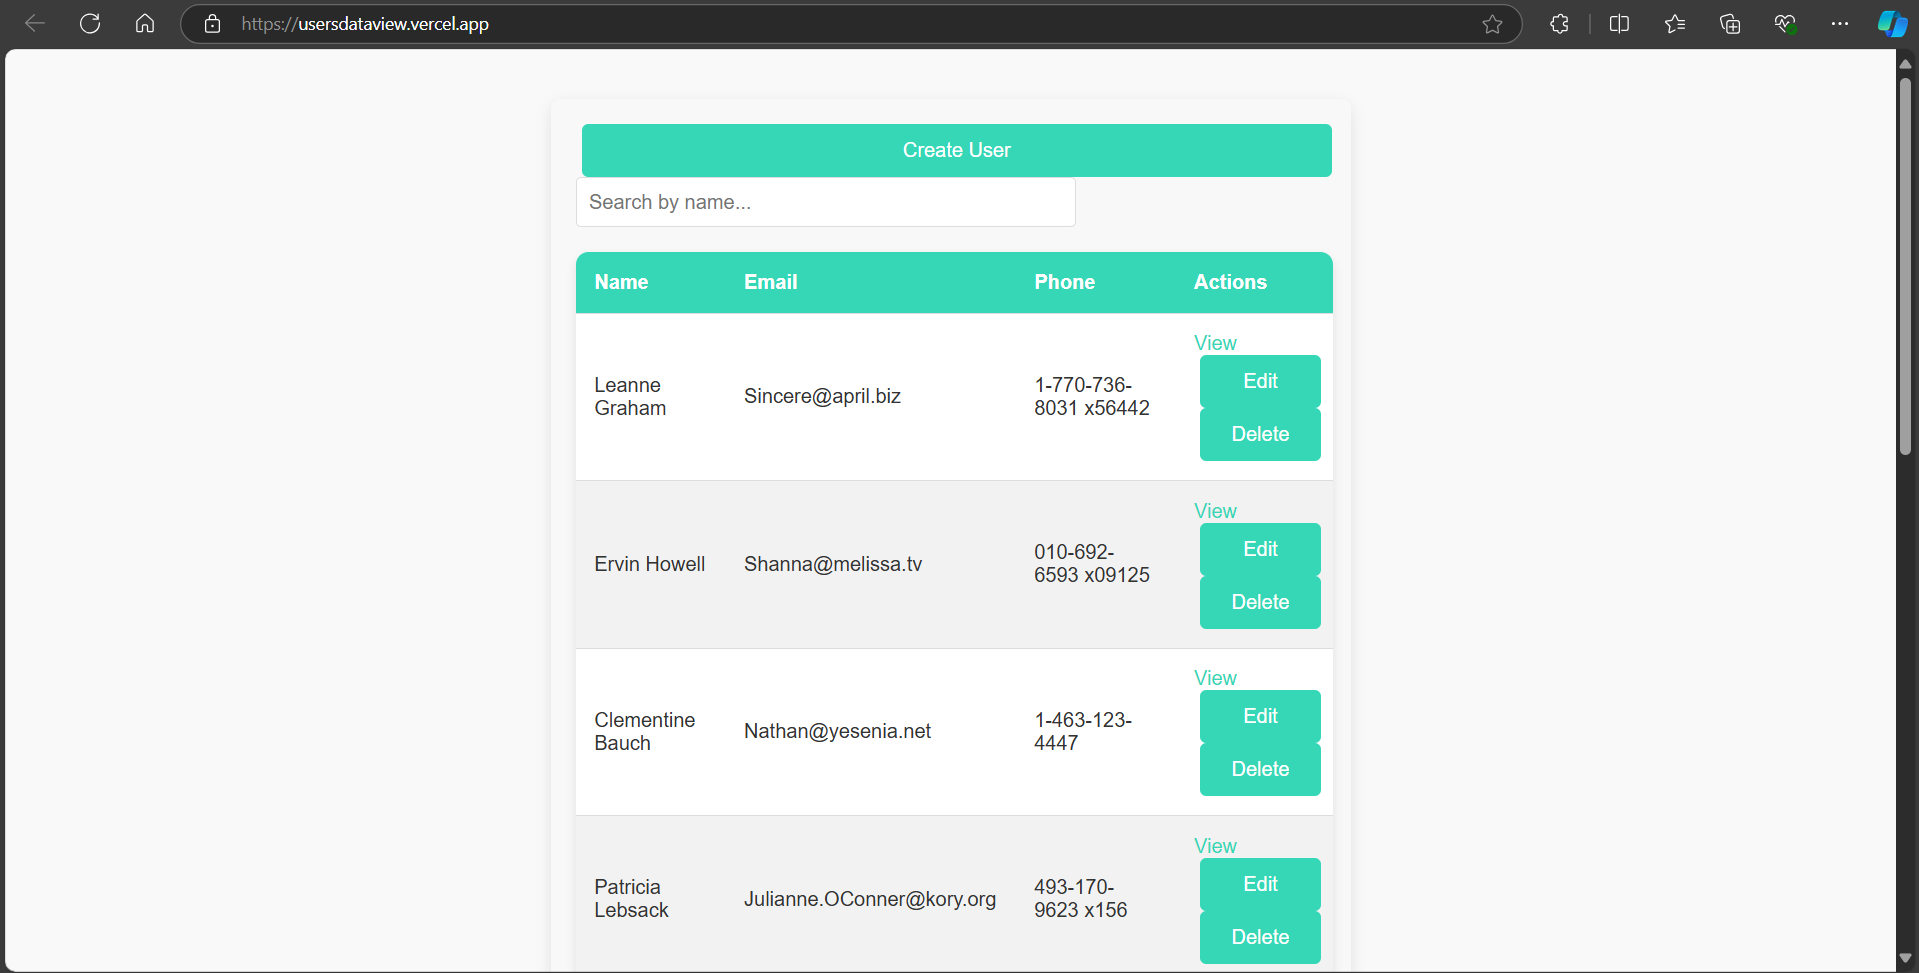 https://usersdataview.vercel.app
Create User
Search by name...
Name Email Phone Actions
View
Leanne
Graham
Sincere@april.biz
1-770-736-
8031 x56442
Edit
Delete
View
Ervin Howell
Shanna@melissa.tv
010-692-
6593 x09125
Edit
Delete
View
Clementine
Bauch
Nathan@yesenia.net
1-463-123-
4447
Edit
Delete
View
Patricia
Lebsack
Julianne.OConner@kory.org
493-170-
9623 x156
Edit
Delete